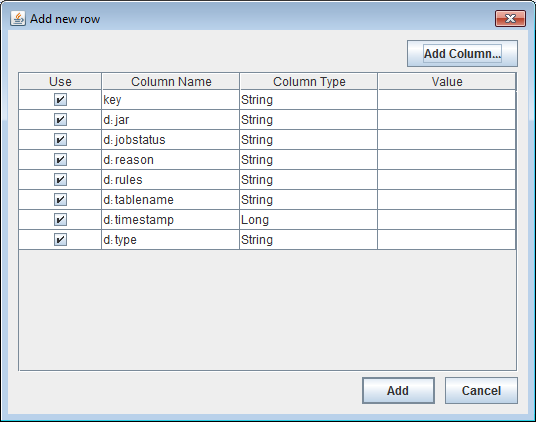 Add new row
Add Column...
Use Column Name Column Type Value
key String
d:jar String
d:jobstatus String
d:reason String
d:rules String
d:tablename String
d:timestamp Long
d:type String
Add Cancel